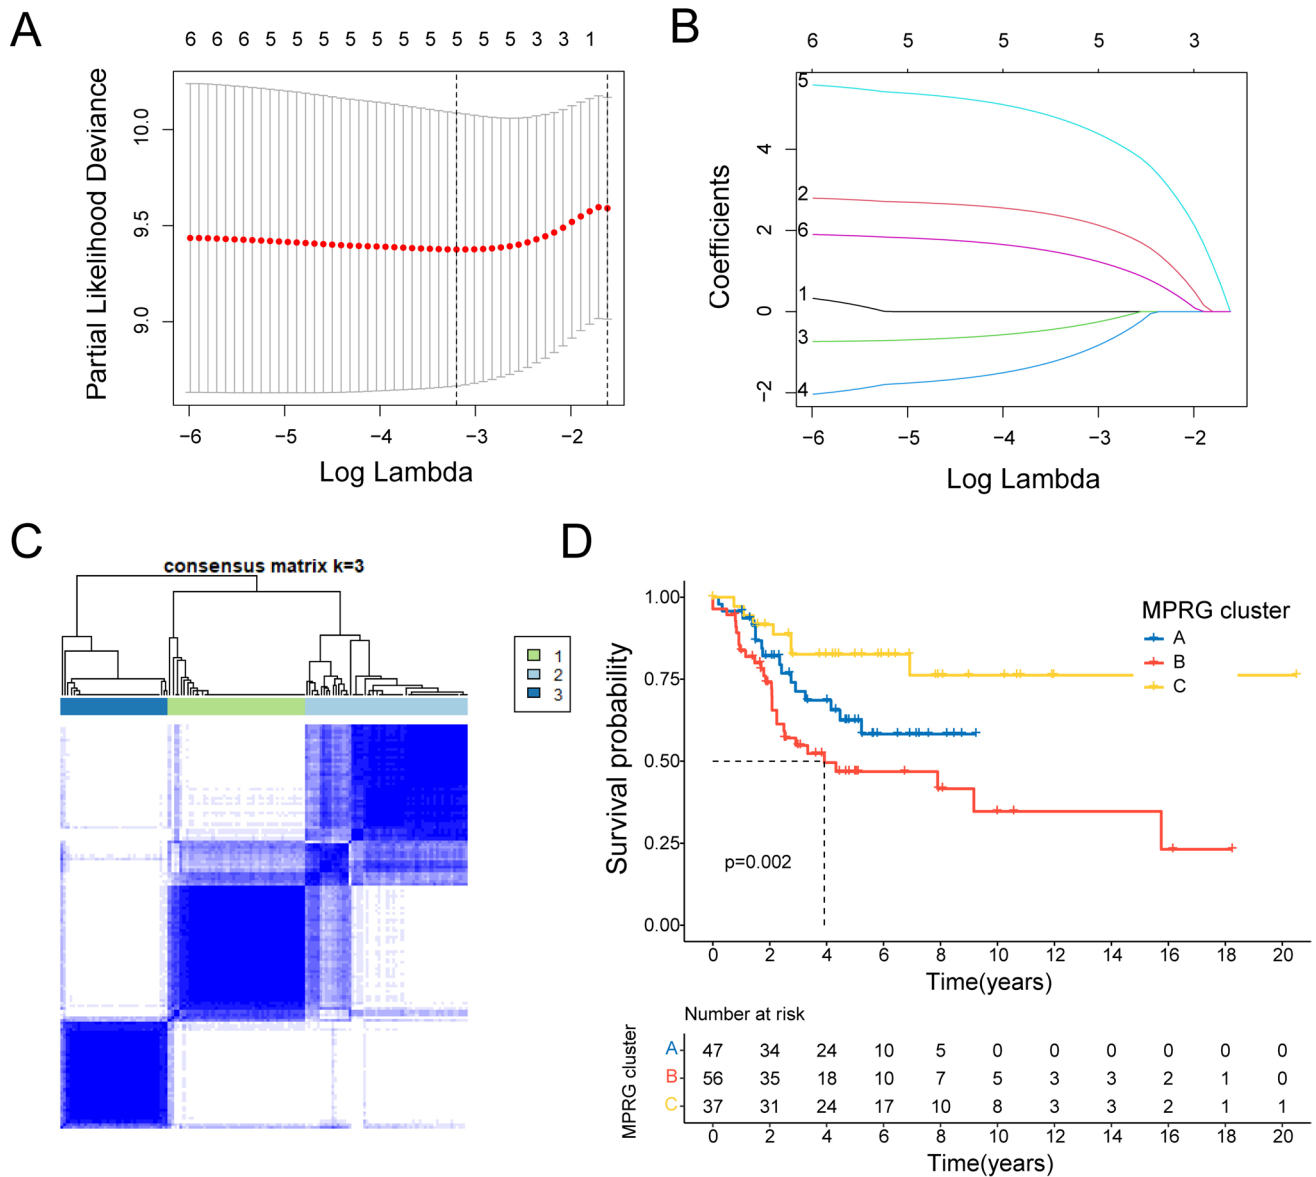 A
6 6 6 5 5 5 5 5 5 5 5 5 5 3 3 1
Partial Likelihood Deviance
10.0
9.5
9.0
−6 −5 −4 −3 −2
Log Lambda
B
6 5 5 5 3
Coefficients
4
2
0
−2
5
2
6
1
3
4
−6 −5 −4 −3 −2
Log Lambda
C
consensus matrix k=3
1
2
3
D
Survival probability
1.00
0.75
0.50
0.25
0.00
MPRG cluster
A
B
C
p=0.002
0 2 4 6 8 10 12 14 16 18 20
Time(years)
Number at risk
MPRG cluster
A 47 34 24 10 5 0 0 0 0 0 0
B 56 35 18 10 7 5 3 3 2 1 0
C 37 31 24 17 10 8 3 3 2 1 1
0 2 4 6 8 10 12 14 16 18 20
Time(years)